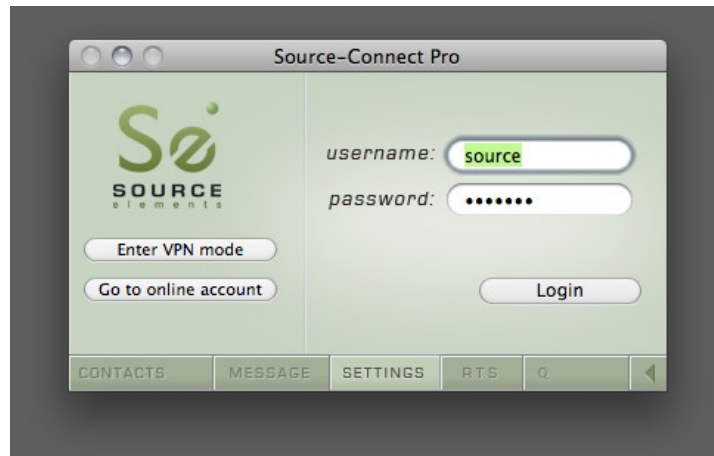 Source-Connect Pro
Se
SOURCE
elements
username: source
password: •••••••
Enter VPN mode
Go to online account
Login
CONTACTS MESSAGE SETTINGS RTS Q